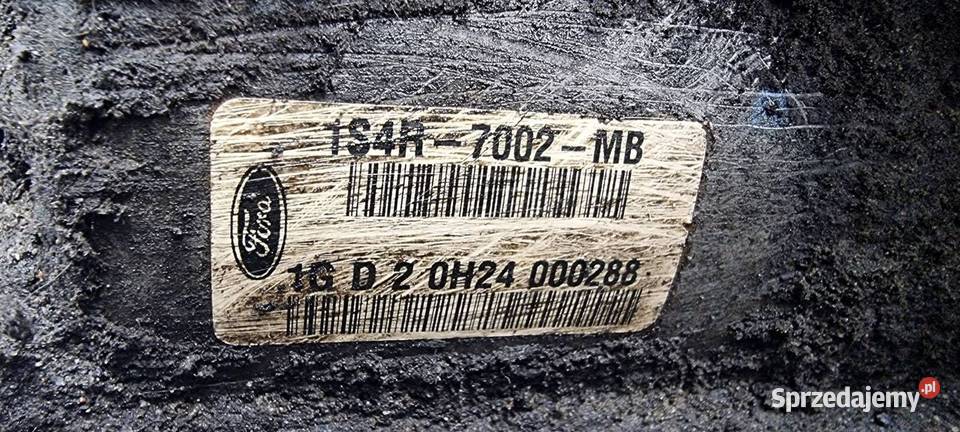 1S4R-7002-MB
Ford
1G D 2 0H24 000288
Sprzedajemy.pl